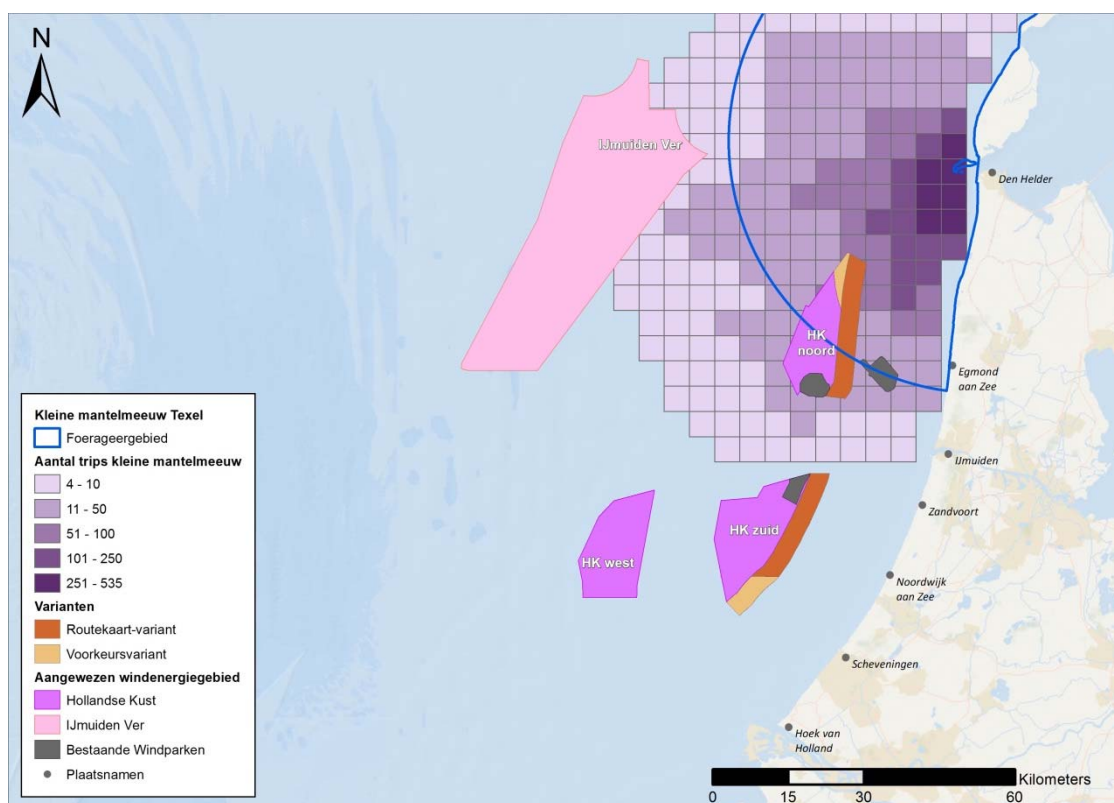 N
IJmuiden Ver
Den Helder
HK
noord
Egmond
aan Zee
IJmuiden
Zandvoort
HK zuid
HK west
Noordwijk
aan Zee
Scheveningen
Hoek van
Holland
Kleine mantelmeeuw Texel
Foerageergebied
Aantal trips kleine mantelmeeuw
4 - 10
11 - 50
51 - 100
101 - 250
251 - 535
Varianten
Routekaart-variant
Voorkeursvariant
Aangewezen windenergiegebied
Hollandse Kust
IJmuiden Ver
Bestaande Windparken
Plaatsnamen
Kilometers
0 15 30 60